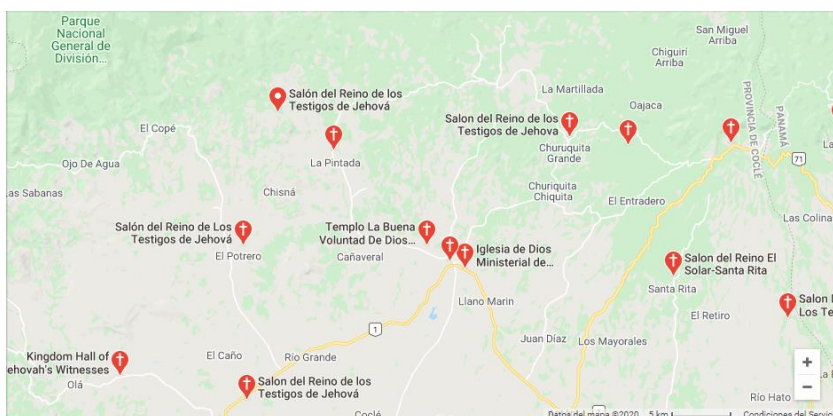 Parque
Nacional
General de
División...
San Miguel
Arriba
Chiguirí
Arriba
Salón del Reino de los
Testigos de Jehová
La Martillada
Oajaca
Salon del Reino de los
Testigos de Jehova
El Copé
Churuquita
Grande
PROVINCIA DE COCLÉ
PANAMÁ
71
La Pintada
Ojo De Agua
Las Sabanas
Chisná
Churiquita
Chiquita
El Entradero
Las Colina
Salón del Reino de Los
Testigos de Jehová
El Potrero
Templo La Buena
Voluntad De Dios...
Cañaveral
Iglesia de Dios
Ministerial de...
Salon del Reino El
Solar-Santa Rita
Santa Rita
Llano Marin
Salon D
Los Te
El Retiro
1
Juan Díaz
Los Mayorales
Kingdom Hall of
ehovah's Witnesses
Olá
El Caño
Río Grande
Salon del Reino de los
Testigos de Jehová
Coclé
+
−
Río Hato
Datos del mapa ©2020
5 km
Condiciones del Servic